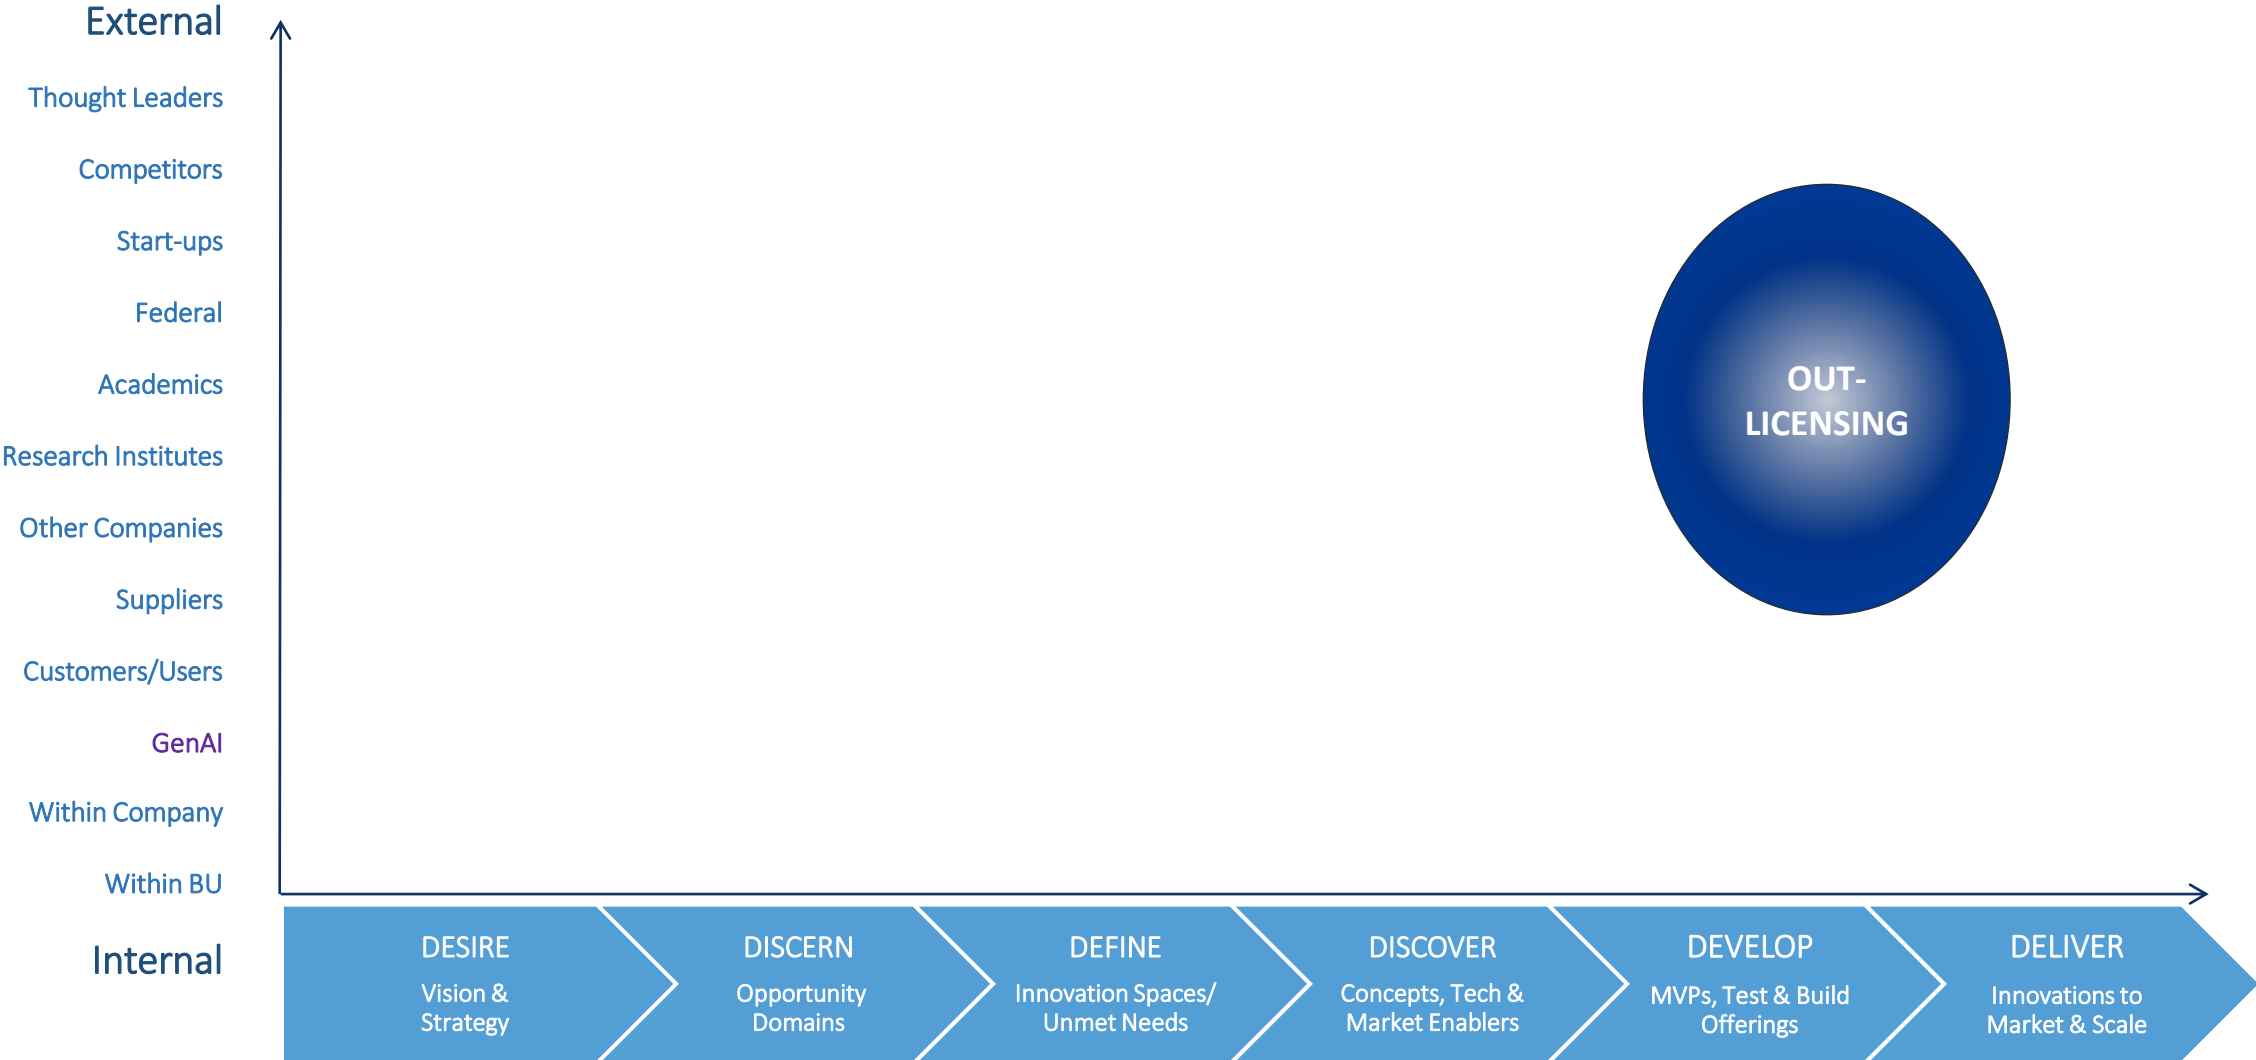 External
Thought Leaders
Competitors
Start-ups
Federal
Academics
Research Institutes
Other Companies
Suppliers
Customers/Users
GenAI
Within Company
Within BU
Internal
OUT-
LICENSING
DESIRE
Vision &
Strategy
DISCERN
Opportunity
Domains
DEFINE
Innovation Spaces/
Unmet Needs
DISCOVER
Concepts, Tech &
Market Enablers
DEVELOP
MVPs, Test & Build
Offerings
DELIVER
Innovations to
Market & Scale